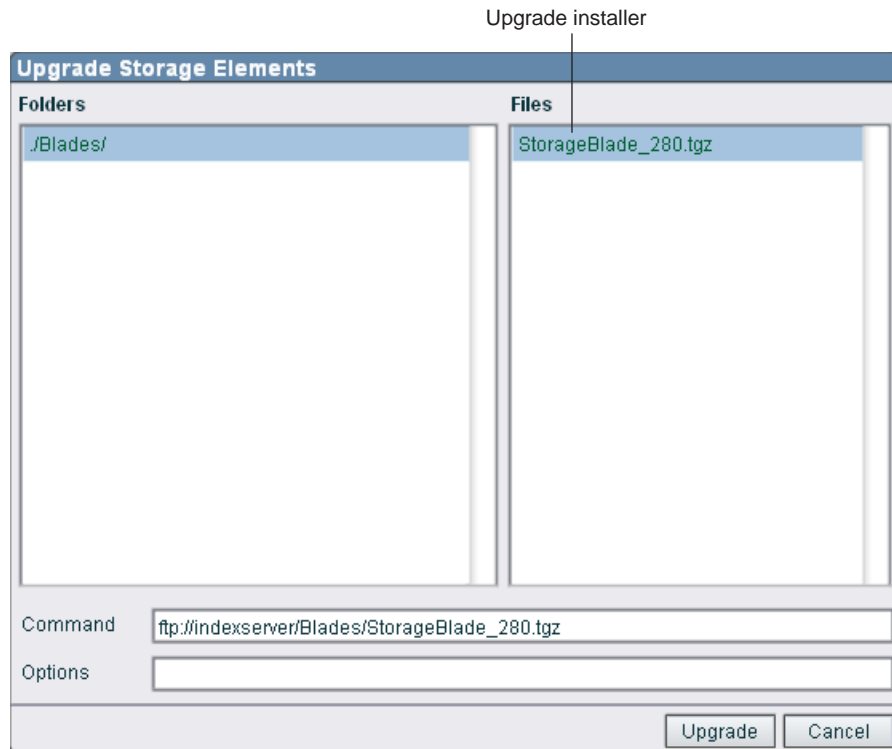 Upgrade installer
Upgrade Storage Elements
Folders
Files
./Blades/
StorageBlade_280.tgz
Command
ftp://indexserver/Blades/StorageBlade_280.tgz
Options
Upgrade
Cancel